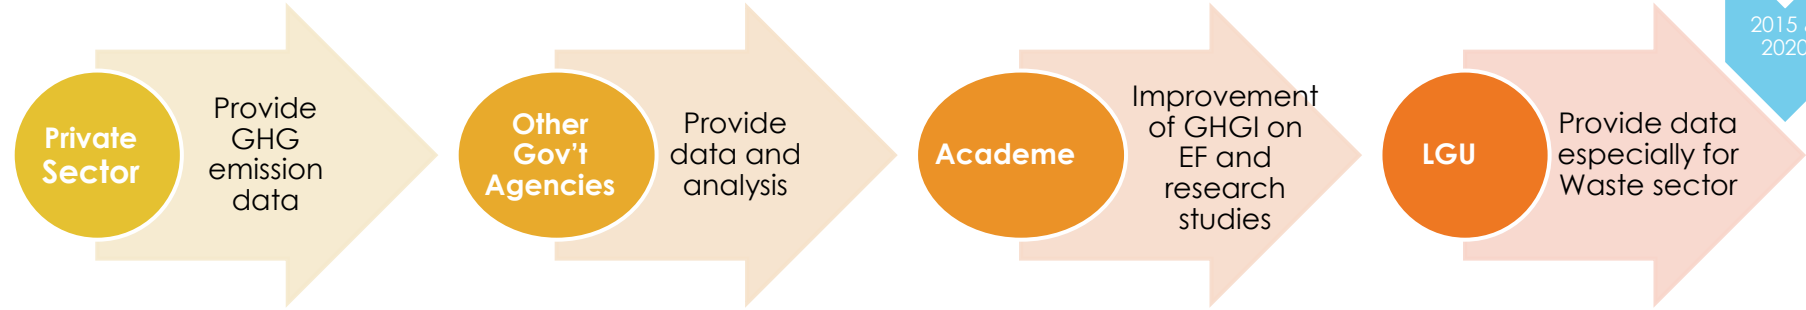 Private
Sector
Provide
GHG
emission
data
Other
Gov't
Agencies
Provide
data and
analysis
Academe
Improvement
of GHGI on
EF and
research
studies
LGU
Provide data
especially for
Waste sector
2015
2020